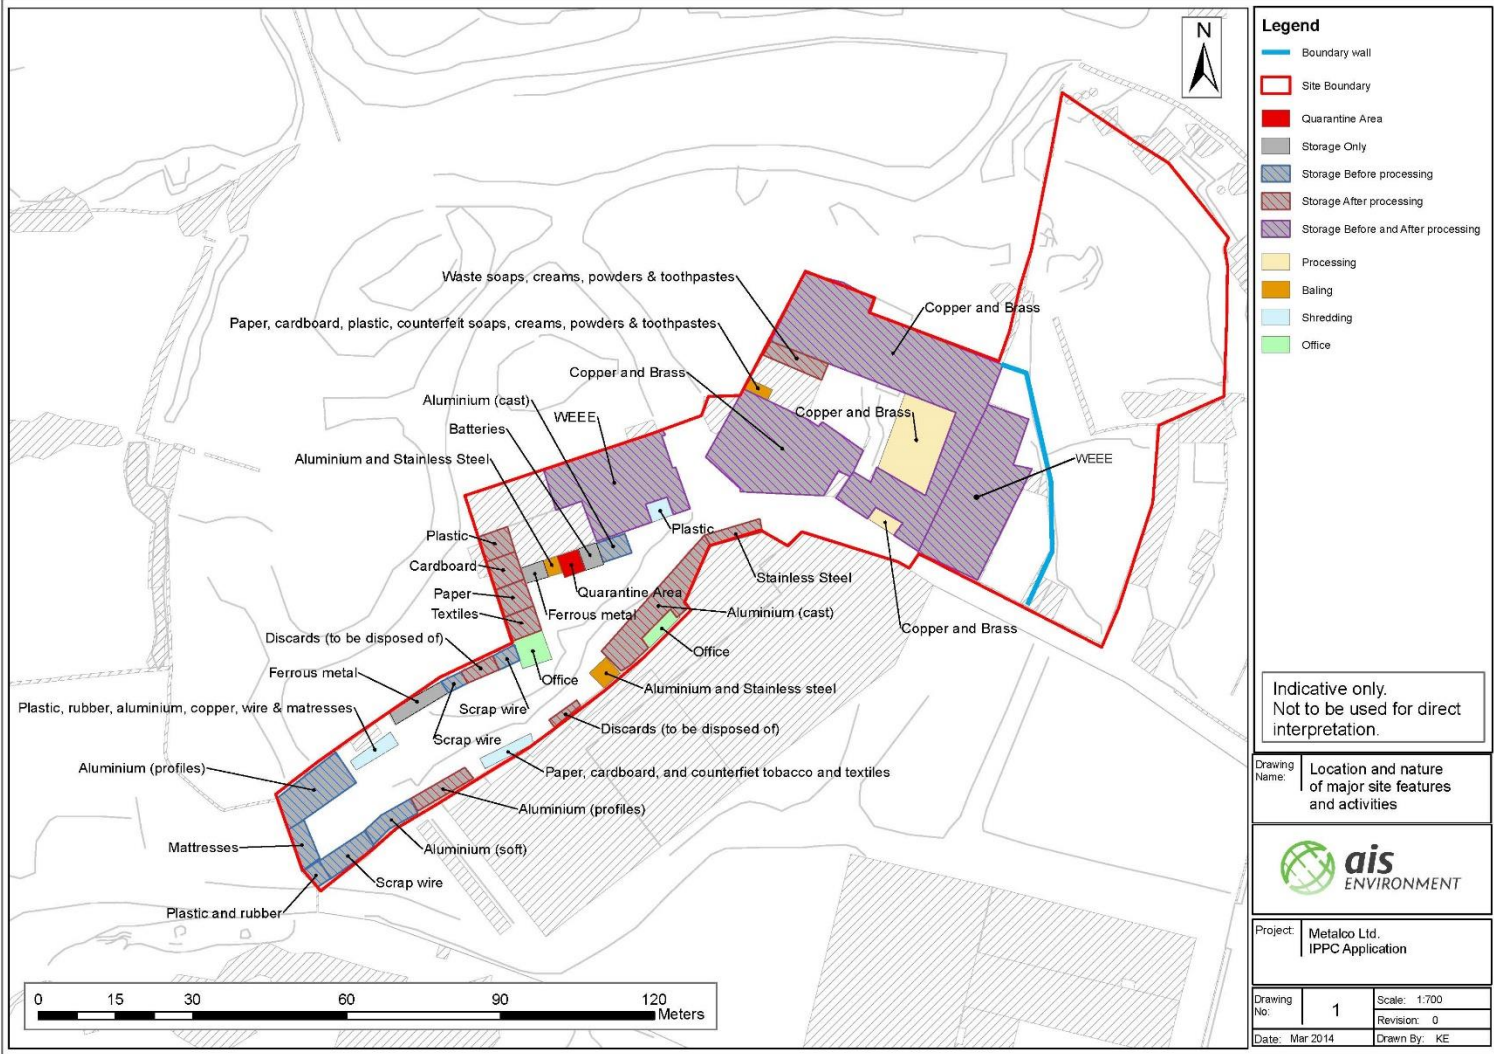 N
Waste soaps, creams, powders & toothpastes
Copper and Brass
Paper, cardboard, plastic, counterfeit soaps, creams, powders & toothpastes
Copper and Brass
Aluminium (cast)
WEEE
Copper and Brass
Batteries
Aluminium and Stainless Steel
WEEE
Plastic
Plastic
Cardboard
Stainless Steel
Paper
Quarantine Area
Textiles
Ferrous metal
Aluminium (cast)
Copper and Brass
Discards (to be disposed of)
Office
Ferrous metal
Office
Aluminium and Stainless steel
Plastic, rubber, aluminium, copper, wire & matresses
Scrap wire
Discards (to be disposed of)
Scrap wire
Aluminium (profiles)
Paper, cardboard, and counterfiet tobacco and textiles
Aluminium (profiles)
Mattresses
Aluminium (soft)
Scrap wire
Plastic and rubber
0 15 30 60 90 120
Meters
Legend
Boundary wall
Site Boundary
Quarantine Area
Storage Only
Storage Before processing
Storage After processing
Storage Before and After processing
Processing
Baling
Shredding
Office
Indicative only.
Not to be used for direct
interpretation.
Drawing
Name:
Location and nature
of major site features
and activities
ais
ENVIRONMENT
Project:
Metalco Ltd.
IPPC Application
Drawing
No:
1
Scale: 1:700
Revision: 0
Date: Mar 2014
Drawn By: KE